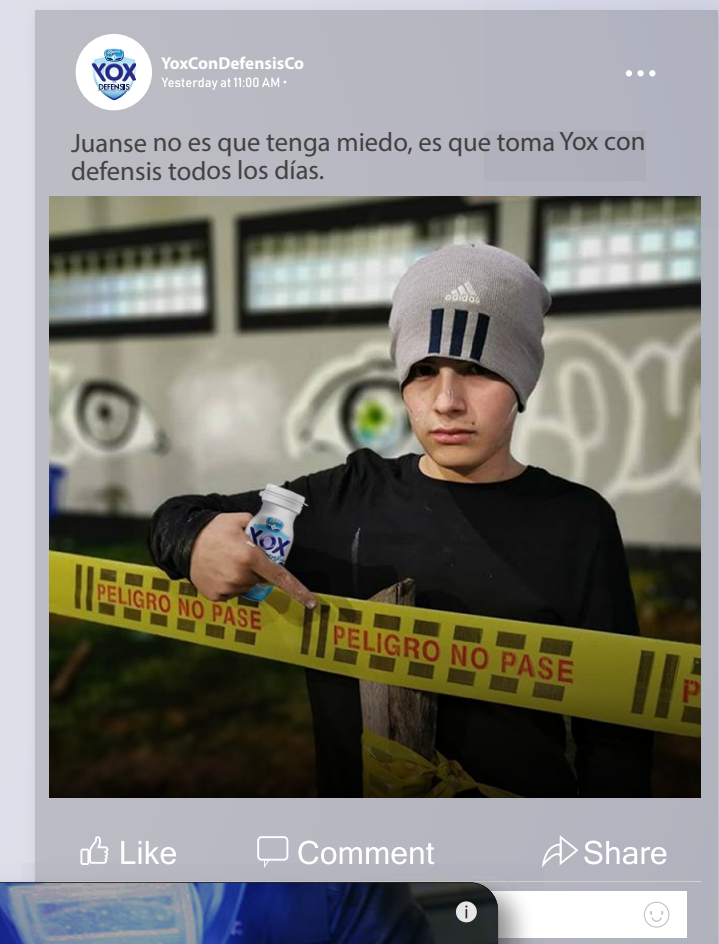 YOX
DEFENSIS
YoxConDefensisCo
Yesterday at 11:00 AM •
Juanse no es que tenga miedo, es que toma Yox con
defensis todos los días.
adidas
YOX
PELIGRO NO PASE
PELIGRO NO PASE
P
Like
Comment
Share